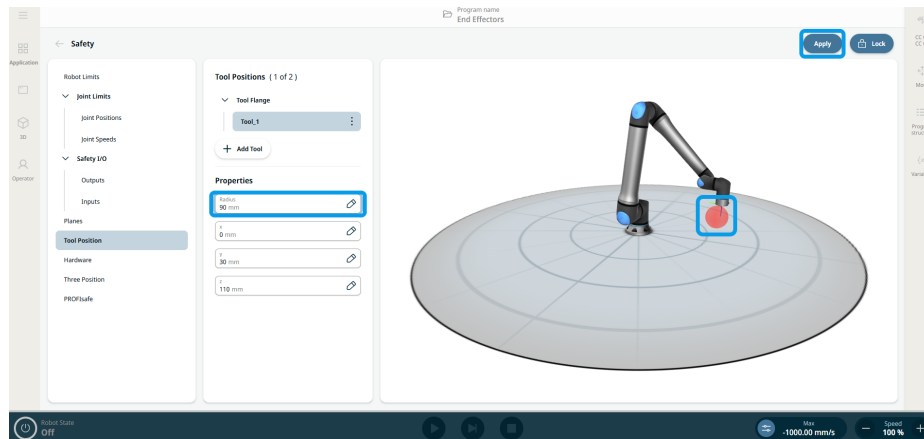 Program name
End Effectors
Safety
Apply
Lock
Application
3D
Operator
Robot Limits
Joint Limits
Joint Positions
Joint Speeds
Safety I/O
Outputs
Inputs
Planes
Tool Position
Hardware
Three Position
PROFIsafe
Tool Positions (1 of 2)
Tool Flange
Tool_1
+ Add Tool
Properties
Radius
90 mm
X
0 mm
Y
30 mm
Z
110 mm
Robot State
Off
Max
-1000.00 mm/s
Speed
100 %